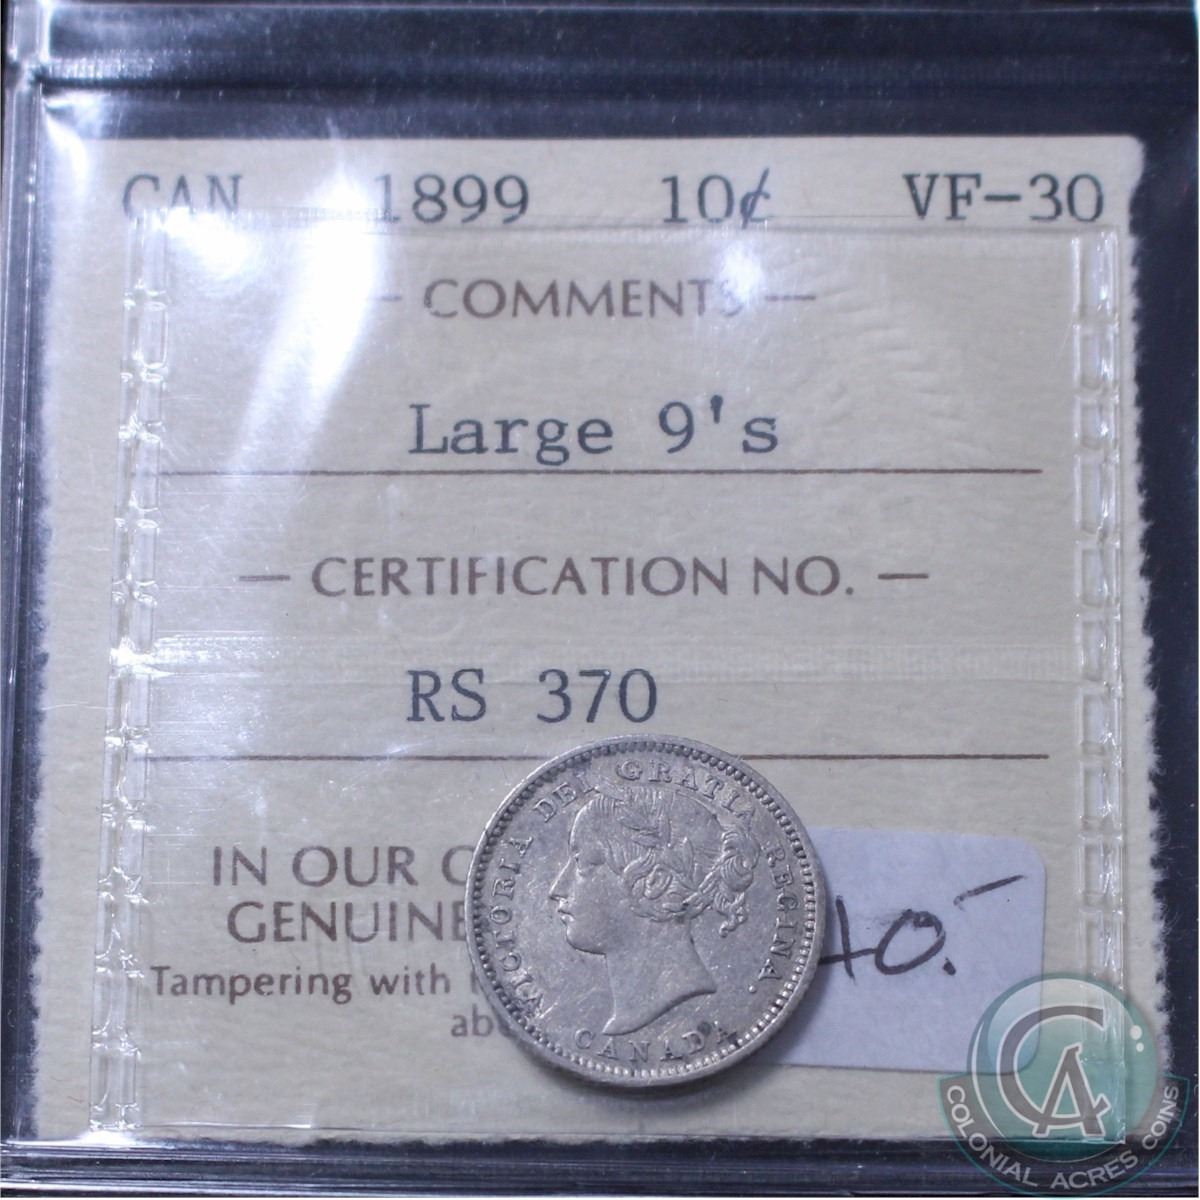 CAN 1899 10¢ VF-30
— COMMENTS —
Large 9's
— CERTIFICATION NO. —
RS 370
IN OUR
GENUINE
Tampering with
VICTORIA DEI GRATIA REGINA.
CANADA
COLONIAL ACRES COINS
CA